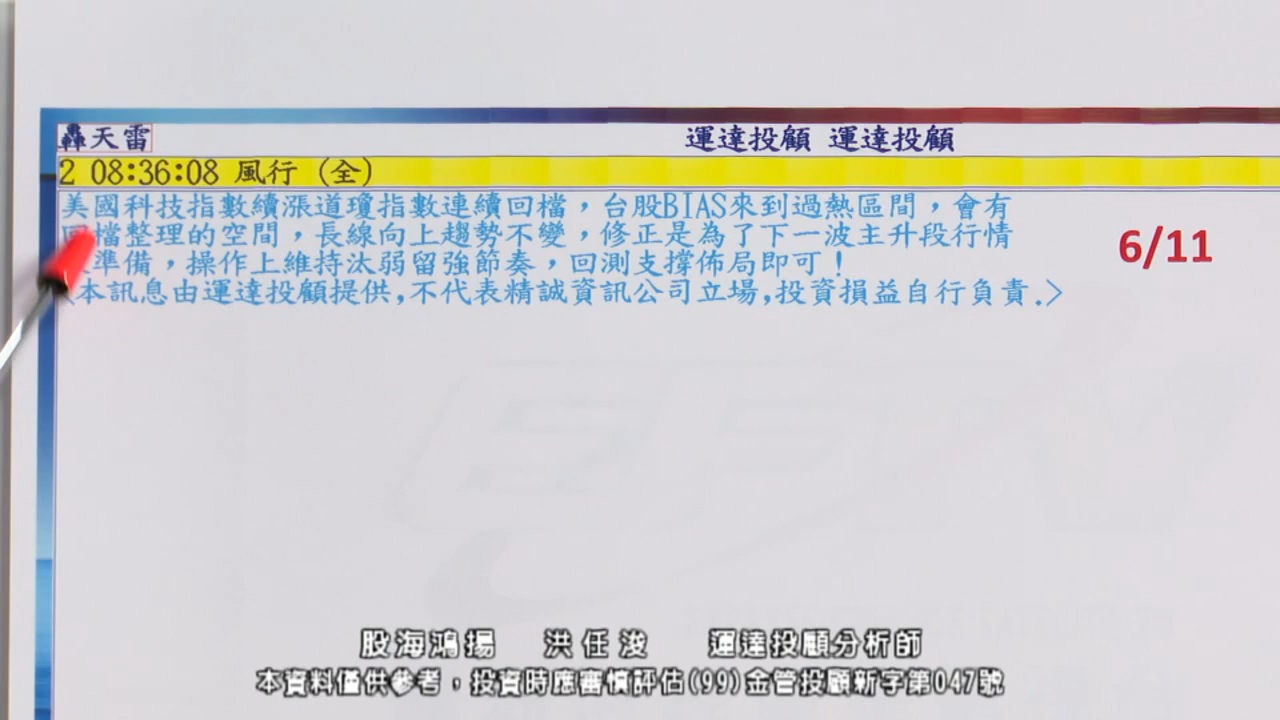 轟天雷 運達投顧 運達投顧
2 08:36:08 風行 (全)
美國科技指數續漲道瓊指數連續回檔，台股BIAS來到過熱區間，會有
檔整理的空間，長線向上趨勢不變，修正是為了下一波主升段行情
準備，操作上維持汰弱留強節奏，回測支撐佈局即可！
本訊息由運達投顧提供,不代表精誠資訊公司立場,投資損益自行負責.>
6/11
股海鴻揚 洪任浚 運達投顧分析師
本資料僅供參考，投資時應審慎評估(99)金管投顧新字第047號